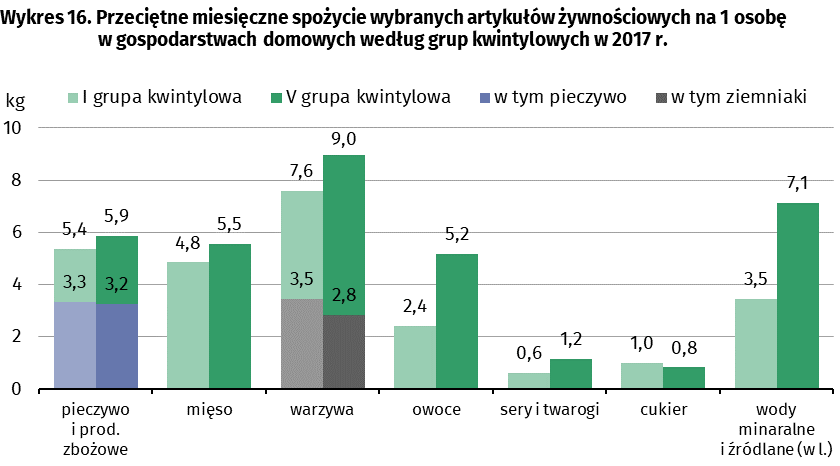 Wykres 16. Przeciętne miesięczne spożycie wybranych artykułów żywnościowych na 1 osobę
w gospodarstwach domowych według grup kwintylowych w 2017 r.
kg
I grupa kwintylowa V grupa kwintylowa w tym pieczywo w tym ziemniaki
10
8
6
4
2
0
5,4 5,9
3,3 3,2
4,8 5,5
7,6 9,0
3,5 2,8
2,4 5,2
0,6 1,2
1,0 0,8
3,5 7,1
pieczywo
i prod.
zbożowe
mięso
warzywa
owoce
sery i twarogi
cukier
wody
minaralne
i źródlane (w l.)